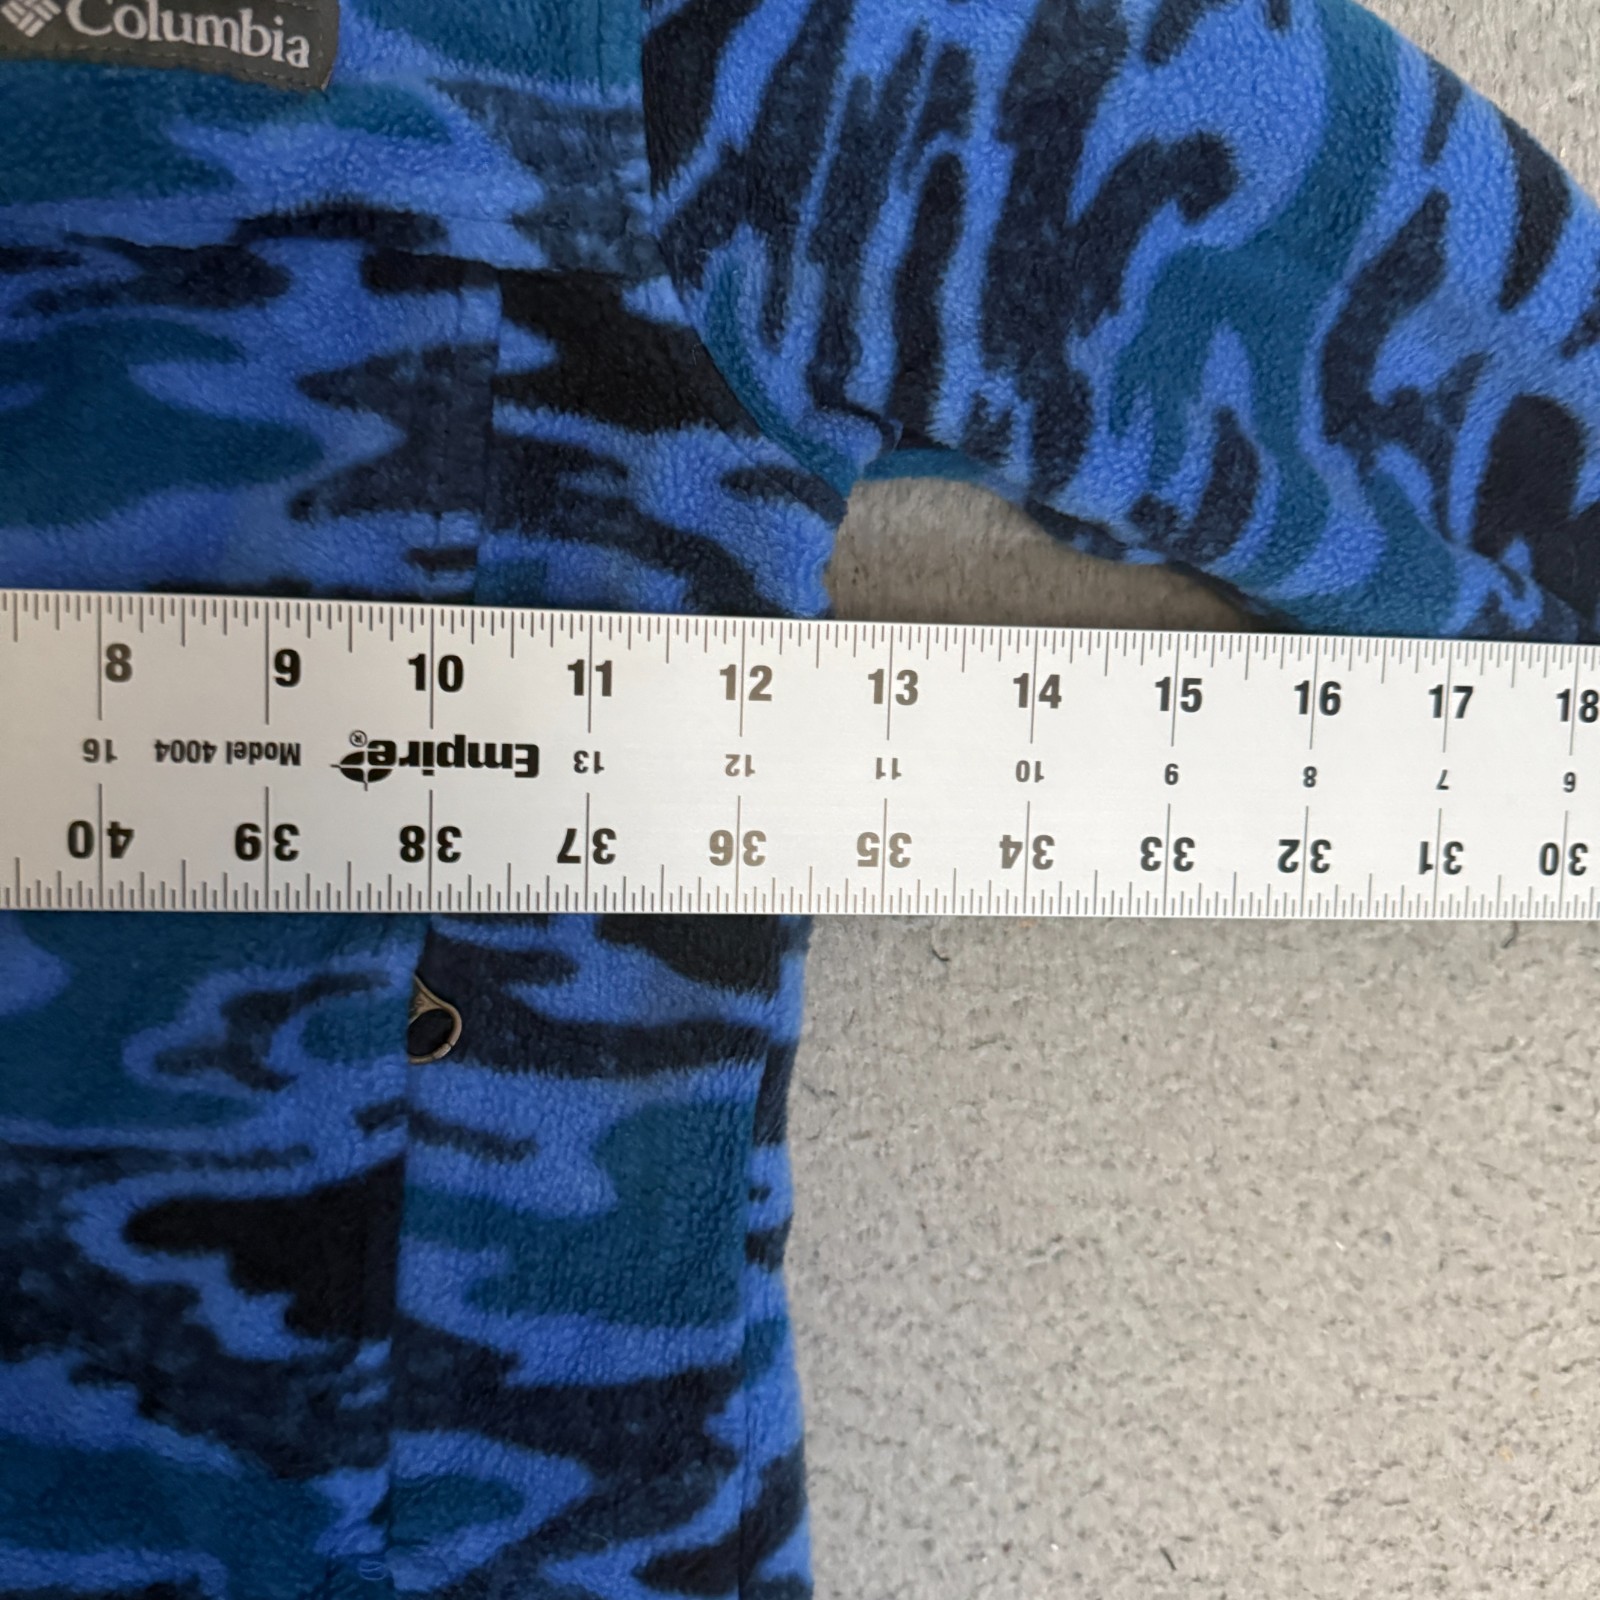 Columbia
8 9 10 11 12 13 14 15 16 17 18
16 Model 4004 Empire® 13 12 11 10 9 8 7 6
40 39 38 37 36 35 34 33 32 31 30